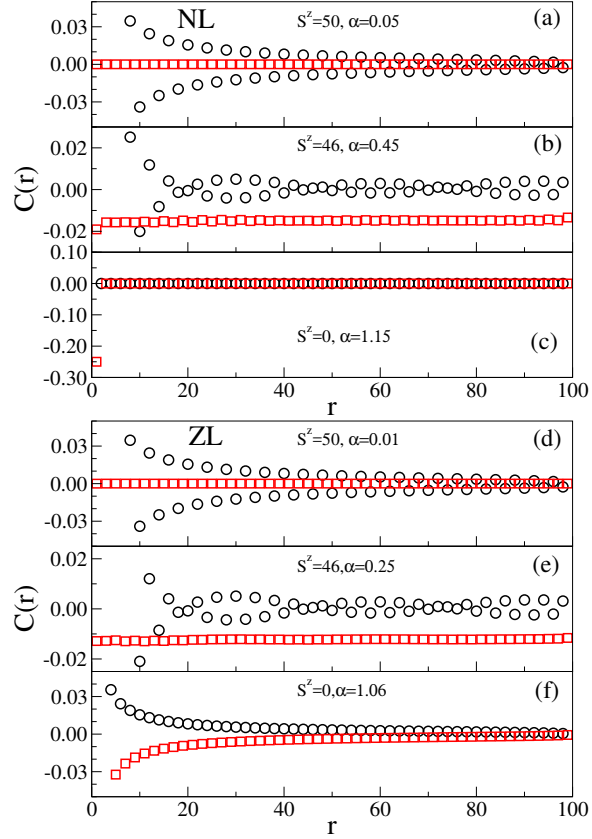 NL
S^z=50, α=0.05
(a)
0.03
0.00
-0.03
S^z=46, α=0.45
(b)
0.02
0.00
-0.02
C(r)
0.10
0.00
-0.10
-0.20
-0.30
S^z=0, α=1.15
(c)
0 20 40 60 80 100
r
ZL
S^z=50, α=0.01
(d)
0.03
0.00
-0.03
S^z=46,α=0.25
(e)
0.02
0.00
-0.02
C(r)
S^z=0,α=1.06
(f)
0.03
0.00
-0.03
0 20 40 60 80 100
r